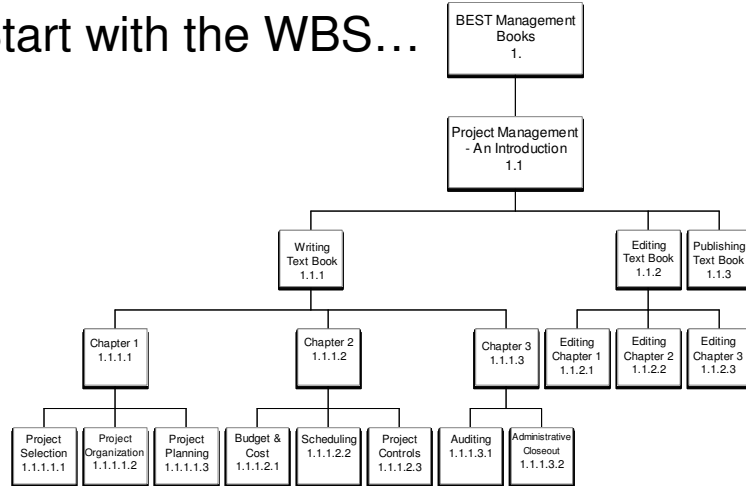 tart with the WBS…
BEST Management
Books
1.
Project Management
- An Introduction
1.1
Writing
Text Book
1.1.1
Editing
Text Book
1.1.2
Publishing
Text Book
1.1.3
Chapter 1
1.1.1.1
Chapter 2
1.1.1.2
Chapter 3
1.1.1.3
Editing
Chapter 1
1.1.2.1
Editing
Chapter 2
1.1.2.2
Editing
Chapter 3
1.1.2.3
Project
Selection
1.1.1.1.1
Project
Organization
1.1.1.1.2
Project
Planning
1.1.1.1.3
Budget &
Cost
1.1.1.2.1
Scheduling
1.1.1.2.2
Project
Controls
1.1.1.2.3
Auditing
1.1.1.3.1
Administrative
Closeout
1.1.1.3.2